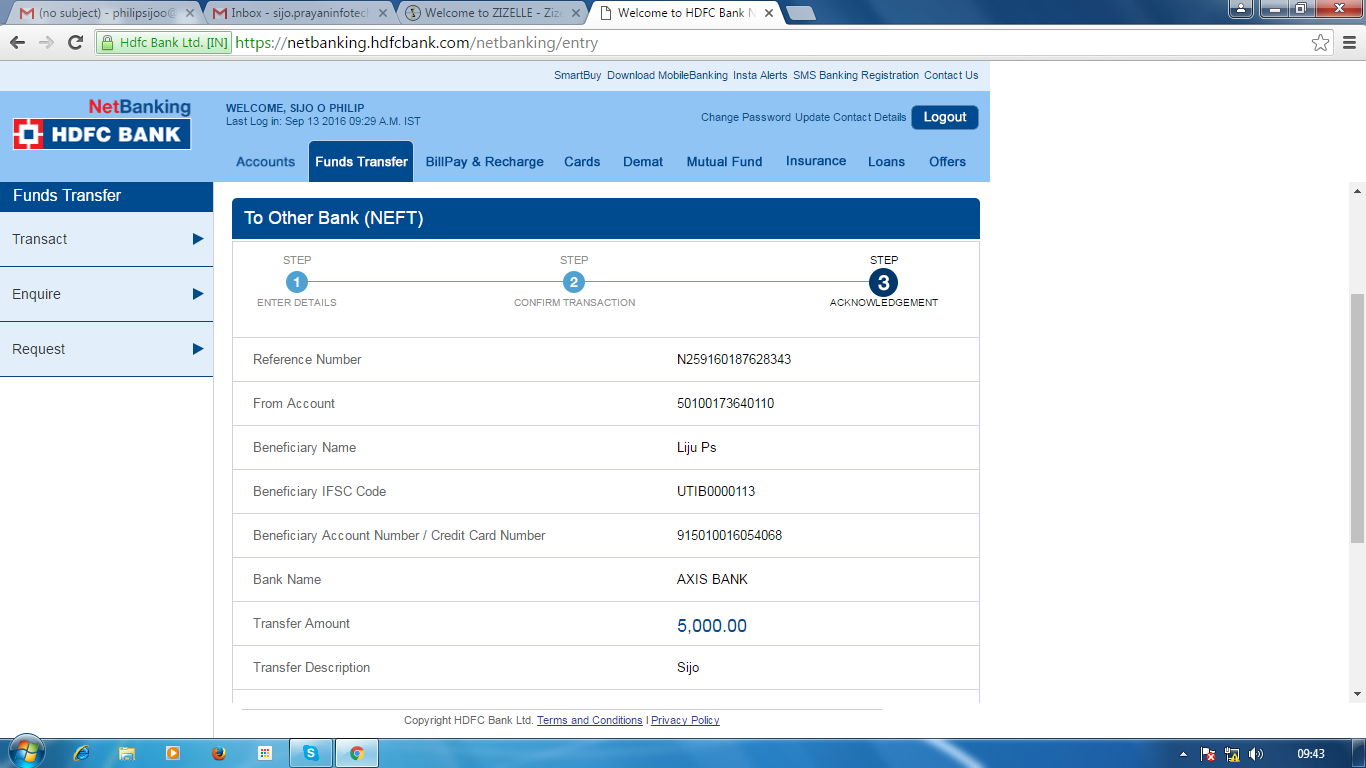 (no subject) - philipsijoo@
Inbox - sijo.prayaninfotec
Welcome to ZIZELLE - Ziz
Welcome to HDFC Bank N
Hdfc Bank Ltd. [IN] https://netbanking.hdfcbank.com/netbanking/entry
SmartBuy Download MobileBanking Insta Alerts SMS Banking Registration Contact Us
NetBanking
HDFC BANK
WELCOME, SIJO O PHILIP
Last Log in: Sep 13 2016 09:29 A.M. IST
Change Password Update Contact Details Logout
Accounts Funds Transfer BillPay & Recharge Cards Demat Mutual Fund Insurance Loans Offers
Funds Transfer
Transact
Enquire
Request
To Other Bank (NEFT)
STEP STEP STEP
1 2 3
ENTER DETAILS CONFIRM TRANSACTION ACKNOWLEDGEMENT
Reference Number N259160187628343
From Account 50100173640110
Beneficiary Name Liju Ps
Beneficiary IFSC Code UTIB0000113
Beneficiary Account Number / Credit Card Number 915010016054068
Bank Name AXIS BANK
Transfer Amount 5,000.00
Transfer Description Sijo
Copyright HDFC Bank Ltd. Terms and Conditions I Privacy Policy
09:43